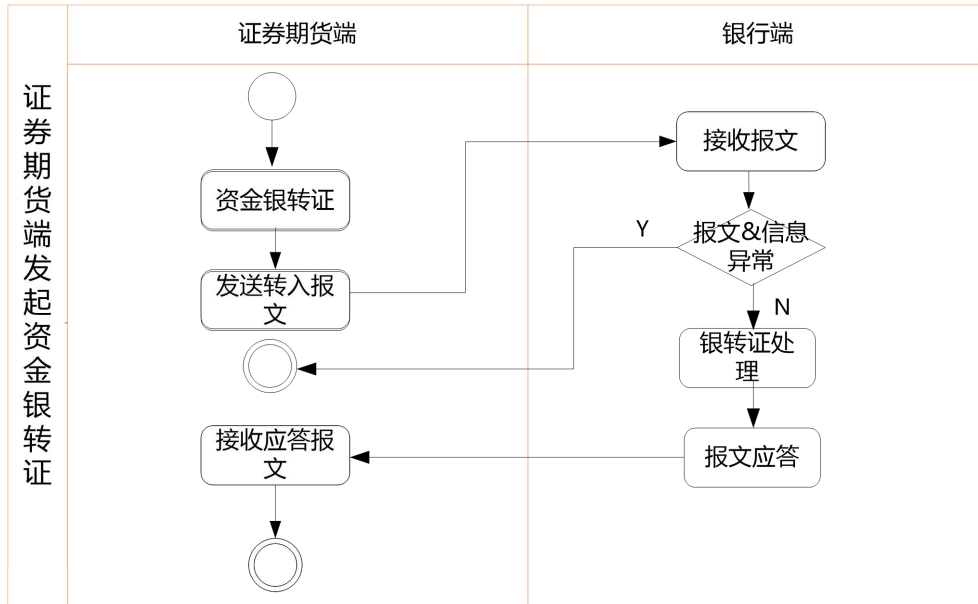 证券期货端
银行端
证券期货端发起资金银转证
资金银转证
发送转入报
文
接收报文
报文&信息
异常
Y
N
银转证处
理
报文应答
接收应答报
文